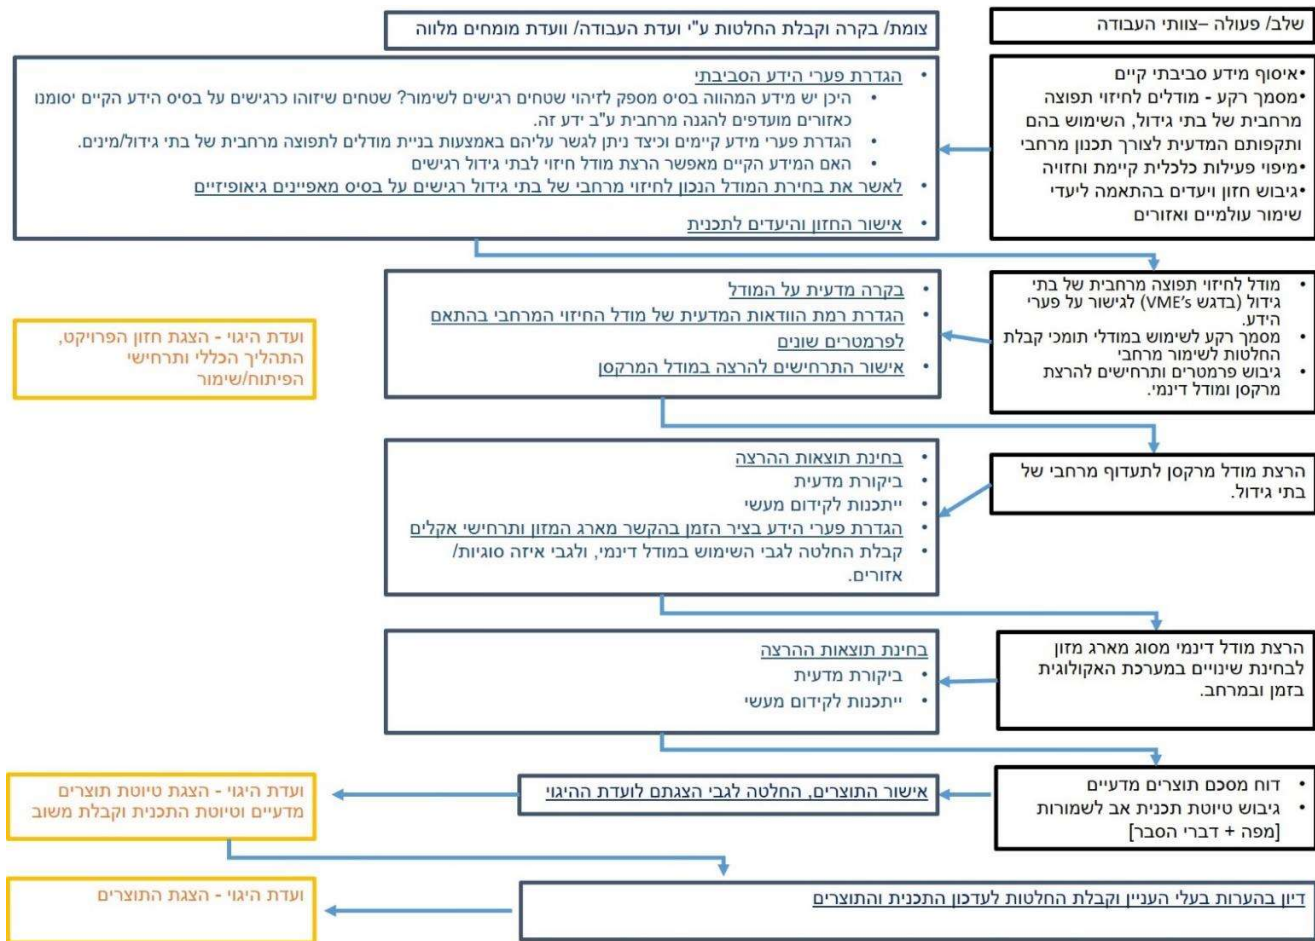 שלב/ פעולה –צוותי העבודה
צומת/ בקרה וקבלת החלטות ע"י ועדת העבודה/ וועדת מומחים מלווה
•איסוף מידע סביבתי קיים
•מסמך רקע - מודלים לחיזוי תפוצה
מרחבית של בתי גידול, השימוש בהם
ותקפותם המדעית לצורך תכנון מרחבי
•מיפוי פעילות כלכלית קיימת וחזויה
•גיבוש חזון ויעדים בהתאמה ליעדי
שימור עולמיים ואזורים
• הגדרת פערי הידע הסביבתי
• היכן יש מידע המהווה בסיס מספק לזיהוי שטחים רגישים לשימור? שטחים שיזוהו כרגישים על בסיס הידע הקיים יסומנו
כאזורים מועדפים להגנה מרחבית ע"ב ידע זה.
• הגדרת פערי מידע קיימים וכיצד ניתן לגשר עליהם באמצעות בניית מודלים לתפוצה מרחבית של בתי גידול/מינים.
• האם המידע הקיים מאפשר הרצת מודל חיזוי לבתי גידול רגישים
• לאשר את בחירת המודל הנכון לחיזוי מרחבי של בתי גידול רגישים על בסיס מאפיינים גיאופיזיים
• אישור החזון והיעדים לתכנית
• מודל לחיזוי תפוצה מרחבית של בתי
גידול (בדגש VME's) לגישור על פערי
הידע.
• מסמך רקע לשימוש במודלי תומכי קבלת
החלטות לשימור מרחבי
• גיבוש פרמטרים ותרחישים להרצת
מרקסן ומודל דינמי.
• בקרה מדעית על המודל
• הגדרת רמת הוודאות המדעית של מודל החיזוי המרחבי בהתאם
לפרמטרים שונים
• אישור התרחישים להרצה במודל המרקסן
ועדת היגוי - הצגת חזון הפרויקט,
התהליך הכללי ותרחישי
הפיתוח/שימור
הרצת מודל מרקסן לתעדוף מרחבי של
בתי גידול.
• בחינת תוצאות ההרצה
• ביקורת מדעית
• ייתכנות לקידום מעשי
• הגדרת פערי הידע בציר הזמן בהקשר מארג המזון ותרחישי אקלים
• קבלת החלטה לגבי השימוש במודל דינמי, ולגבי איזה סוגיות/
אזורים.
הרצת מודל דינמי מסוג מארג מזון
לבחינת שינויים במערכת האקולוגית
בזמן ובמרחב.
בחינת תוצאות ההרצה
• ביקורת מדעית
• ייתכנות לקידום מעשי
• דוח מסכם תוצרים מדעיים
• גיבוש טיוטת תכנית אב לשמורות
[מפה + דברי הסבר]
אישור התוצרים, החלטה לגבי הצגתם לועדת ההיגוי
ועדת היגוי - הצגת טיוטת תוצרים
מדעיים וטיוטת התכנית וקבלת משוב
דיון בהערות בעלי העניין וקבלת החלטות לעדכון התכנית והתוצרים
ועדת היגוי - הצגת התוצרים